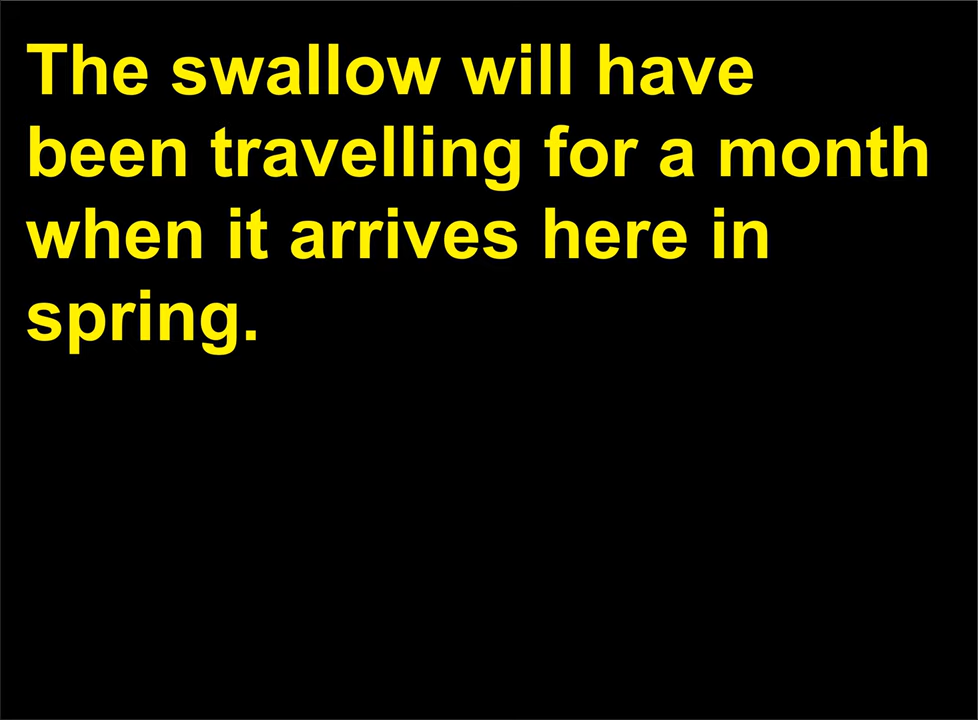 The swallow will have
been travelling for a month
when it arrives here in
spring.